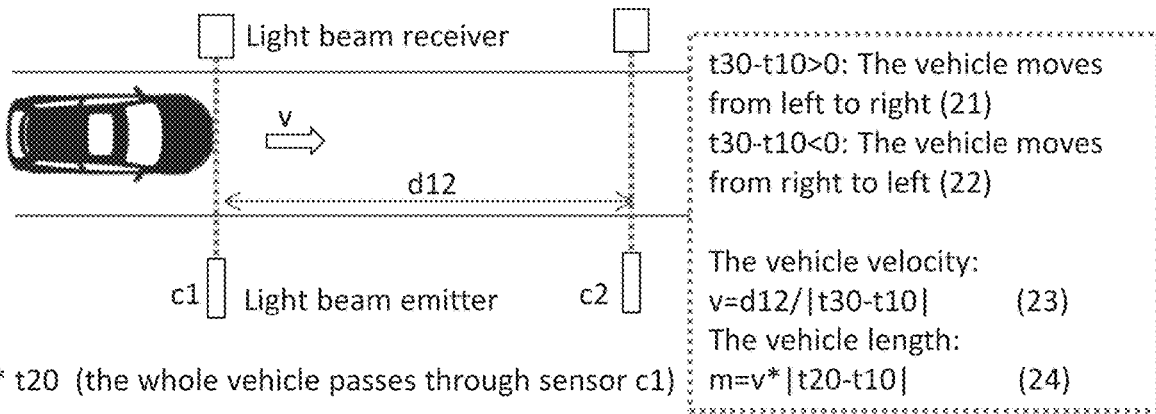 Light beam receiver
v
d12
c1
Light beam emitter
c2
* t20 (the whole vehicle passes through sensor c1)
t30-t10>0: The vehicle moves
from left to right (21)
t30-t10<0: The vehicle moves
from right to left (22)
The vehicle velocity:
v=d12/|t30-t10| (23)
The vehicle length:
m=v*|t20-t10| (24)